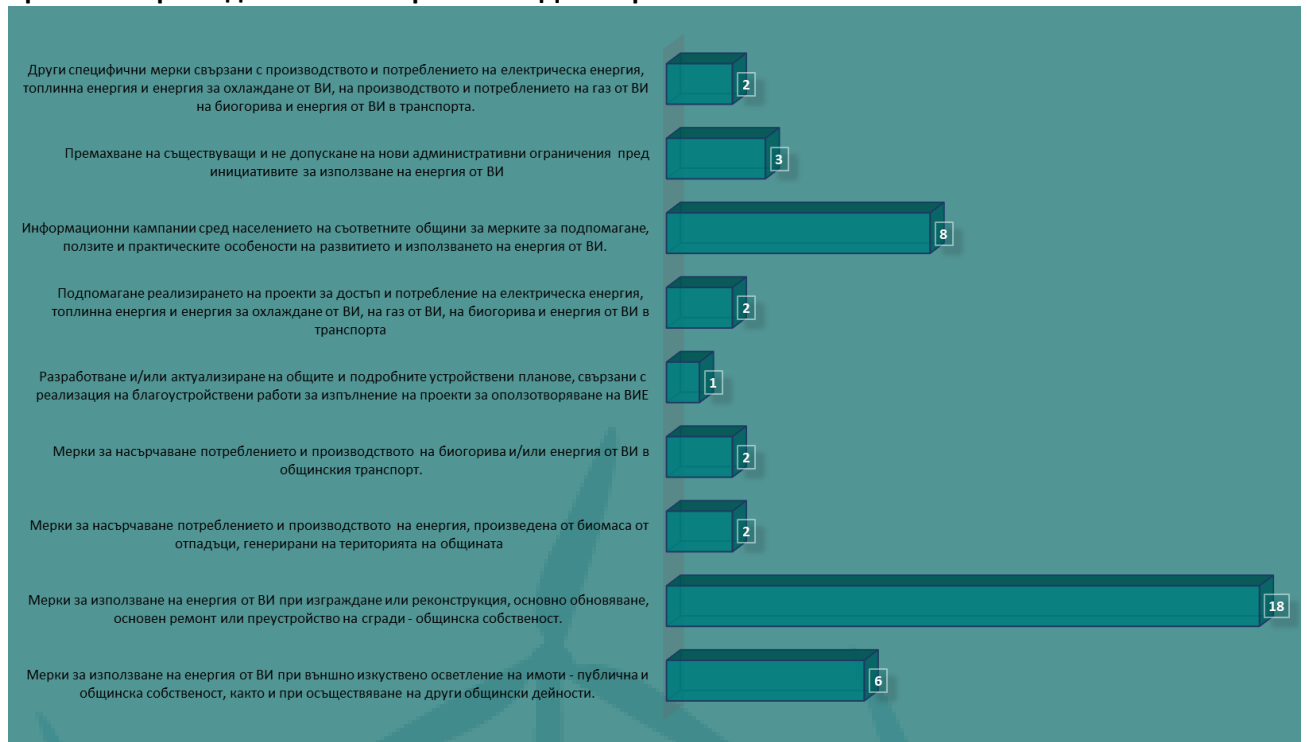 Други специфични мерки свързани с производството и потреблението на електрическа енергия,
топлинна енергия и енергия за охлаждане от ВИ, на производството и потреблението на газ от ВИ
на биогорива и енергия от ВИ в транспорта.
2
Премахване на съществуващи и не допускане на нови административни ограничения пред
инициативите за използване на енергия от ВИ
3
Информационни кампании сред населението на съответните общини за мерките за подпомагане,
ползите и практическите особености на развитието и използването на енергия от ВИ.
8
Подпомагане реализирането на проекти за достъп и потребление на електрическа енергия,
топлинна енергия и енергия за охлаждане от ВИ, на газ от ВИ, на биогорива и енергия от ВИ в
транспорта
2
Разработване и/или актуализиране на общите и подробните устройствени планове, свързани с
реализация на благоустройствени работи за изпълнение на проекти за оползотворяване на ВИЕ
1
Мерки за насърчаване потреблението и производството на биогорива и/или енергия от ВИ в
общинския транспорт.
2
Мерки за насърчаване потреблението и производството на енергия, произведена от биомаса от
отпадъци, генерирани на територията на общината
2
Мерки за използване на енергия от ВИ при изграждане или реконструкция, основно обновяване,
основен ремонт или преустройство на сгради - общинска собственост.
18
Мерки за използване на енергия от ВИ при външно изкуствено осветление на имоти - публична и
общинска собственост, както и при осъществяване на други общински дейности.
6